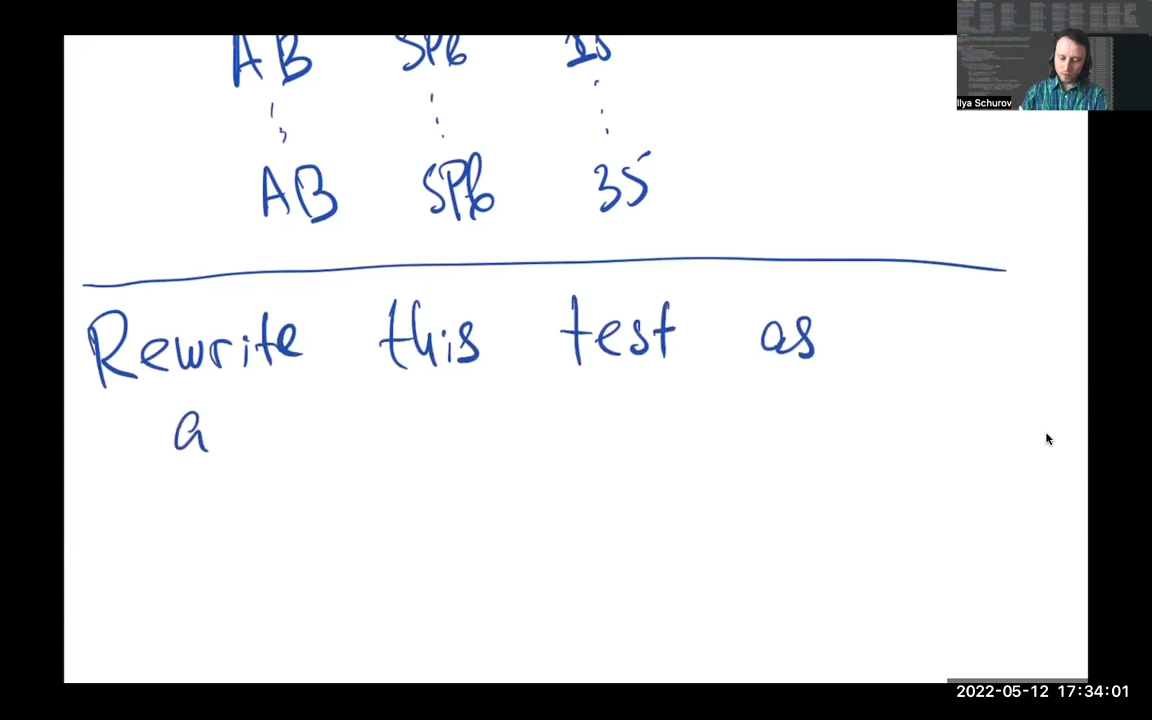 AB SPb
AB SPb 35
Rewrite this test as
a
Ilya Schurov
2022-05-12 17:34:01